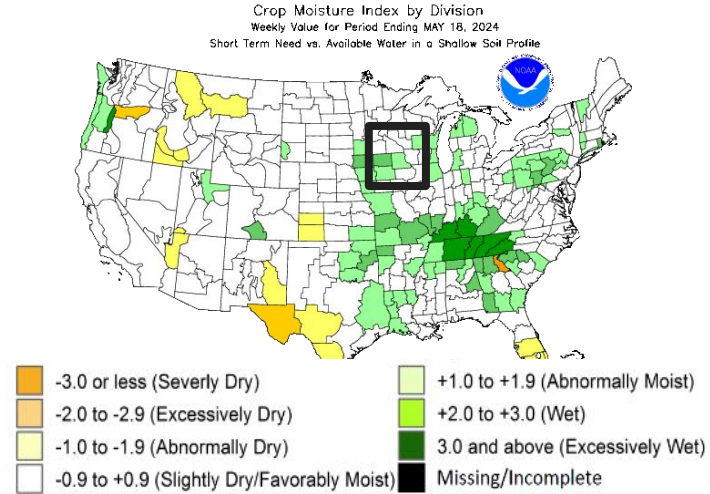 Crop Moisture Index by Division
Weekly Value for Period Ending MAY 18, 2024
Short Term Need vs. Available Water in a Shallow Soil Profile
NOAA
-3.0 or less (Severly Dry)
-2.0 to -2.9 (Excessively Dry)
-1.0 to -1.9 (Abnormally Dry)
-0.9 to +0.9 (Slightly Dry/Favorably Moist)
+1.0 to +1.9 (Abnormally Moist)
+2.0 to +3.0 (Wet)
3.0 and above (Excessively Wet)
Missing/Incomplete